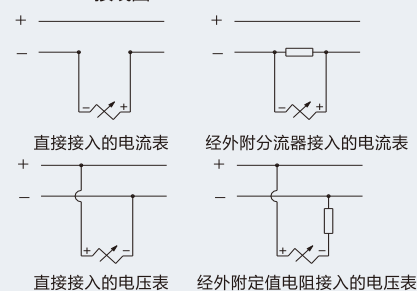 + +
− −
− + − +
直接接入的电流表 经外附分流器接入的电流表
+ +
− −
+ − + −
直接接入的电压表 经外附定值电阻接入的电压表